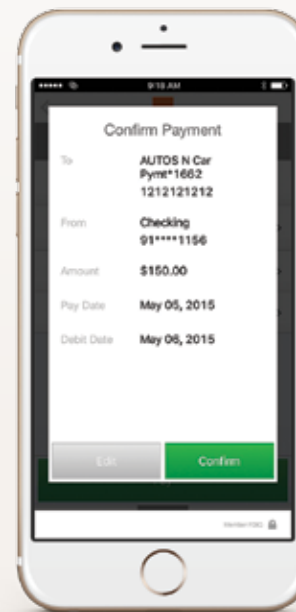 9:18 AM
Confirm Payment
To AUTOS N Car
Pymt*1662
1212121212
From Checking
91****1156
Amount $150.00
Pay Date May 05, 2015
Debit Date May 06, 2015
Edit Confirm
Member FDIC